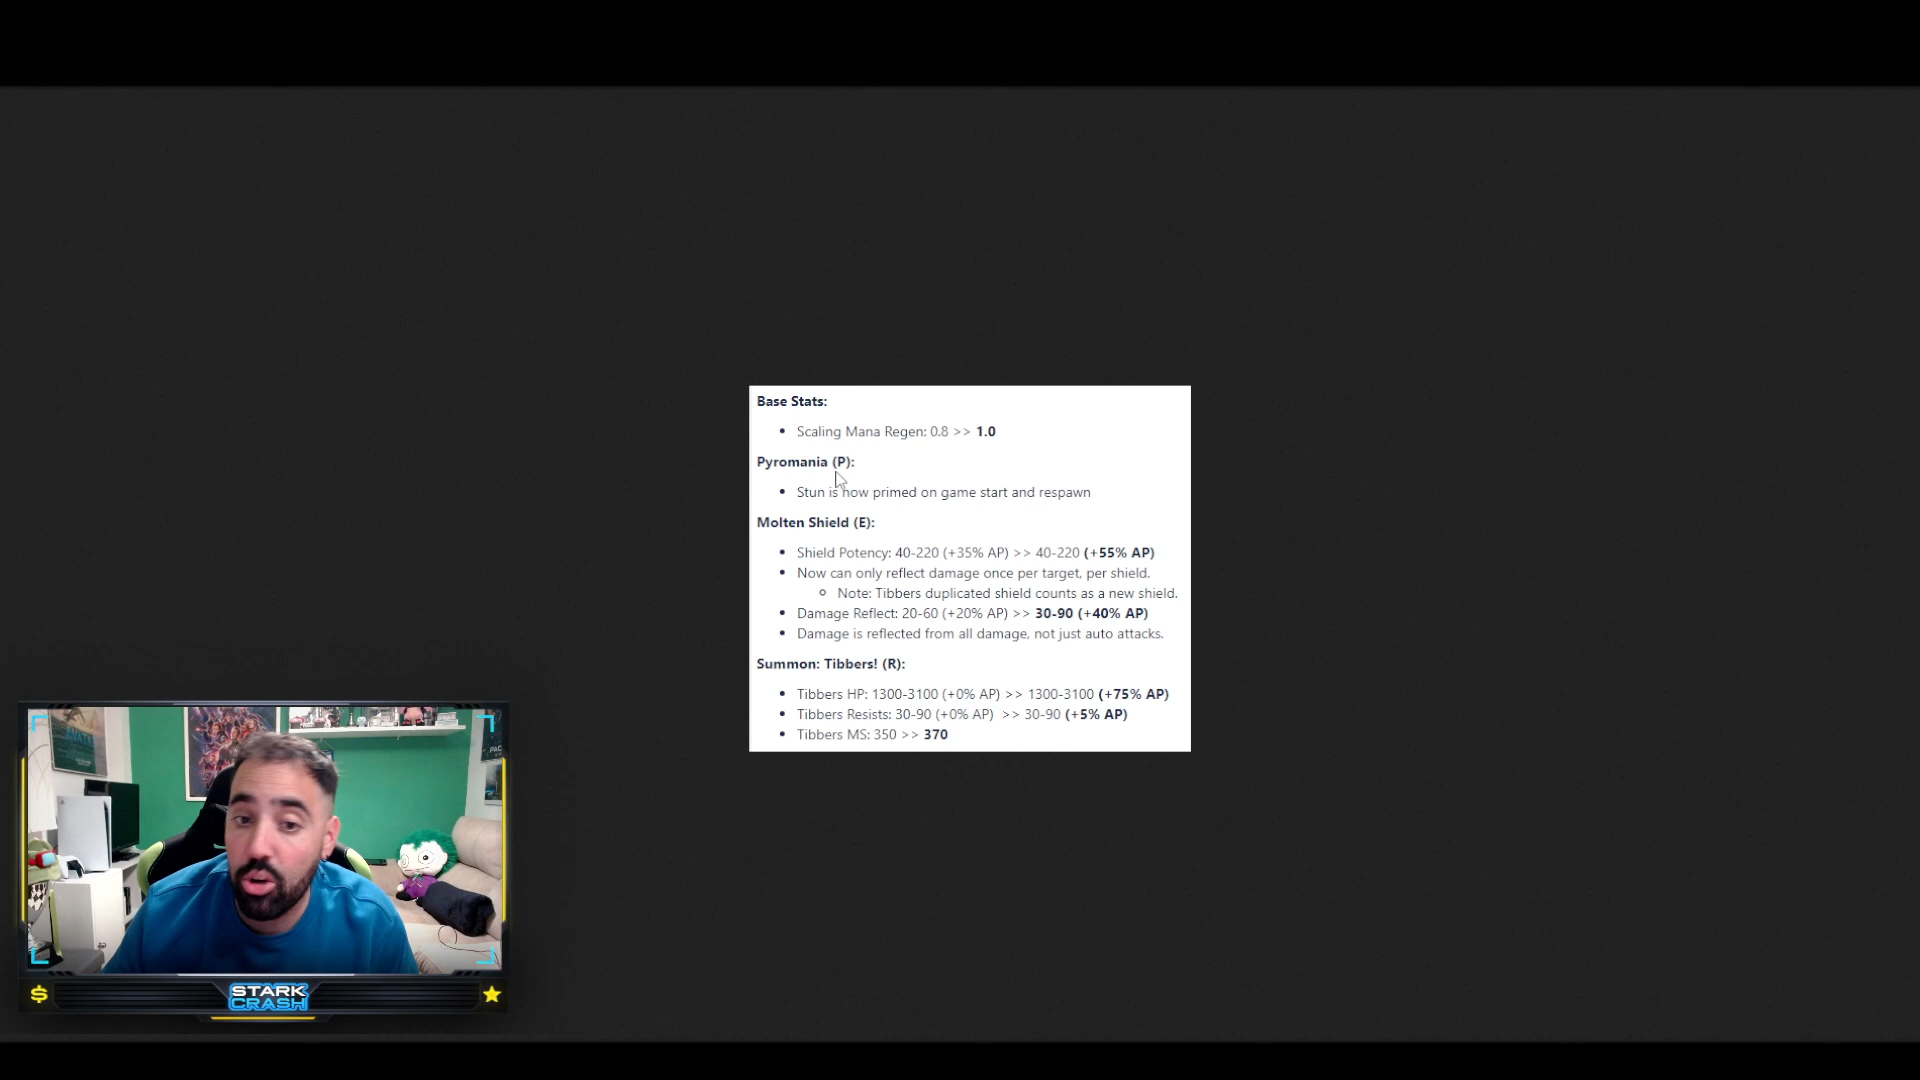 Base Stats:
• Scaling Mana Regen: 0.8 >> 1.0
Pyromania (P):
• Stun is now primed on game start and respawn
Molten Shield (E):
• Shield Potency: 40-220 (+35% AP) >> 40-220 (+55% AP)
• Now can only reflect damage once per target, per shield.
○ Note: Tibbers duplicated shield counts as a new shield.
• Damage Reflect: 20-60 (+20% AP) >> 30-90 (+40% AP)
• Damage is reflected from all damage, not just auto attacks.
Summon: Tibbers! (R):
• Tibbers HP: 1300-3100 (+0% AP) >> 1300-3100 (+75% AP)
• Tibbers Resists: 30-90 (+0% AP) >> 30-90 (+5% AP)
• Tibbers MS: 350 >> 370
AVATAR
$
STARK
CRASH